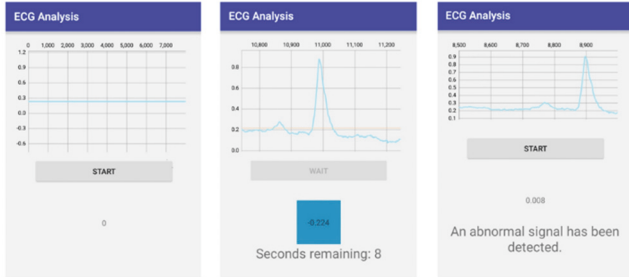 ECG Analysis
0 1,000 2,000 3,000 4,000 5,000 6,000 7,000
1.2
0.9
0.6
0.3
0.0
-0.3
-0.6
START
0
ECG Analysis
10,800 10,900 11,000 11,100 11,200
0.8
0.6
0.4
0.2
0.0
WAIT
-0.224
Seconds remaining: 8
ECG Analysis
8,500 8,600 8,700 8,800 8,900
0.9
0.8
0.7
0.6
0.5
0.4
0.3
0.2
0.1
START
0.008
An abnormal signal has been
detected.